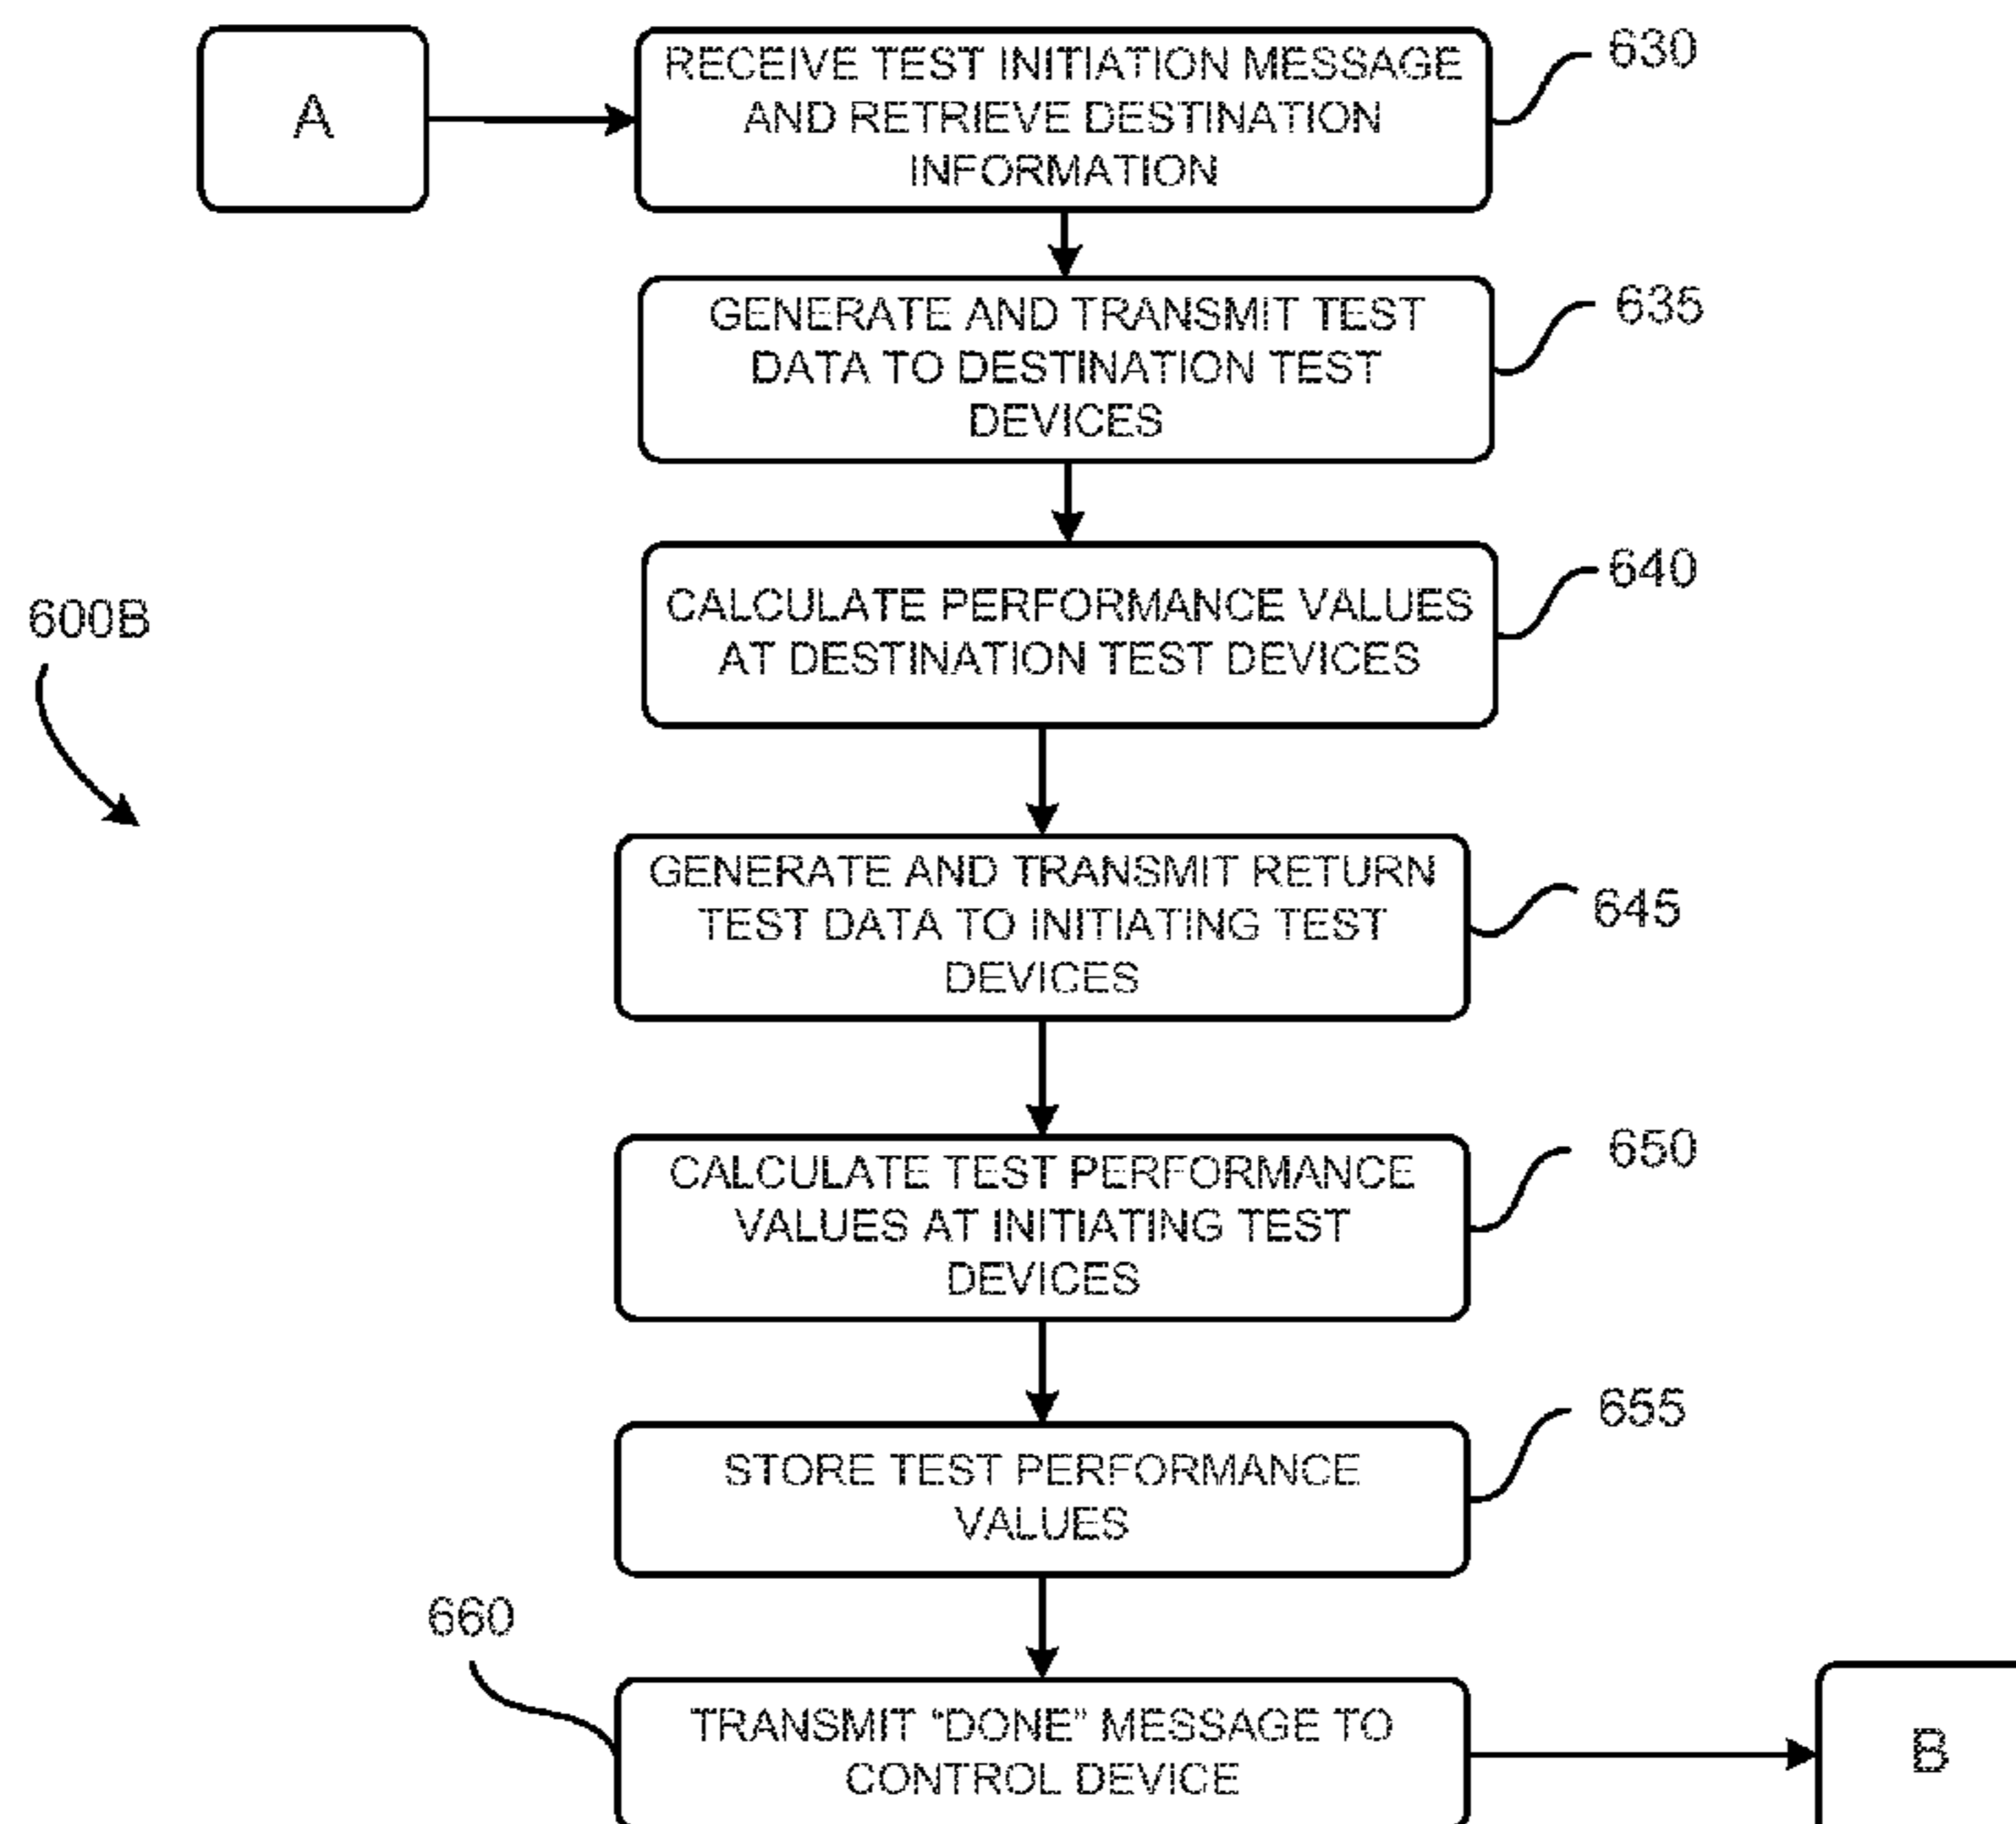 A
RECEIVE TEST INITIATION MESSAGE
AND RETRIEVE DESTINATION
INFORMATION
630
GENERATE AND TRANSMIT TEST
DATA TO DESTINATION TEST
DEVICES
635
CALCULATE PERFORMANCE VALUES
AT DESTINATION TEST DEVICES
640
600B
GENERATE AND TRANSMIT RETURN
TEST DATA TO INITIATING TEST
DEVICES
645
CALCULATE TEST PERFORMANCE
VALUES AT INITIATING TEST
DEVICES
650
STORE TEST PERFORMANCE
VALUES
655
660
TRANSMIT “DONE” MESSAGE TO
CONTROL DEVICE
B